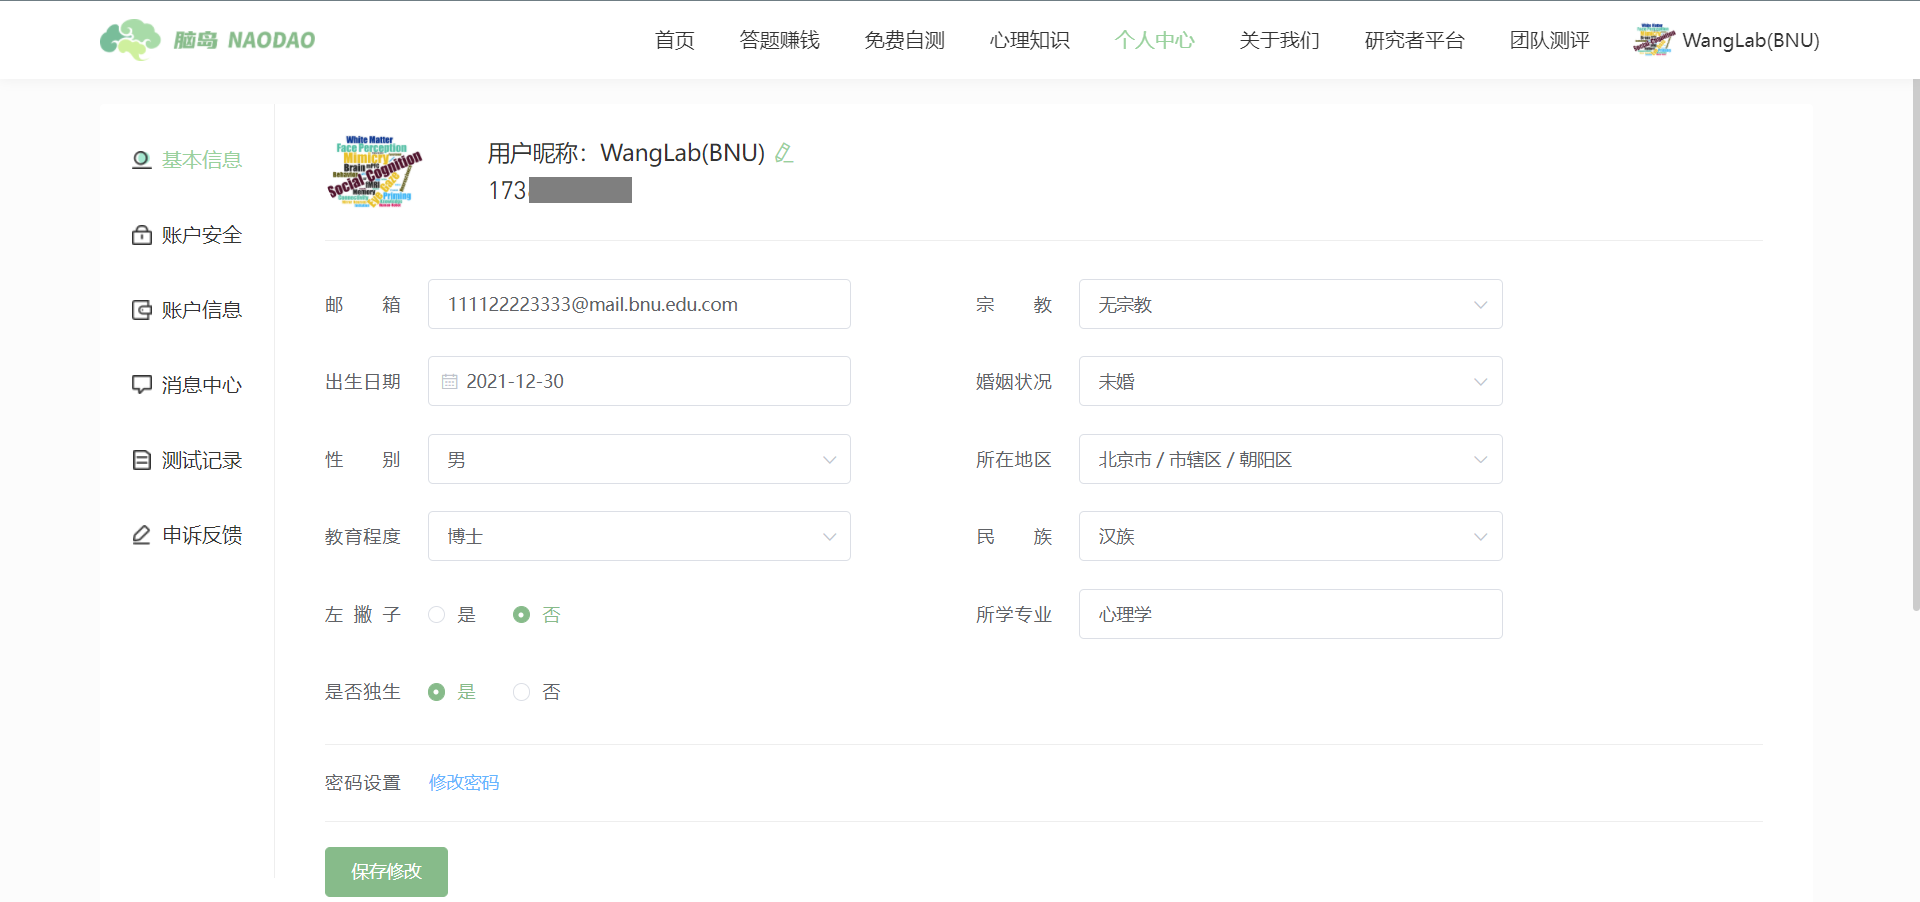 脑岛 NAODAO
首页 答题赚钱 免费自测 心理知识 个人中心 关于我们 研究者平台 团队测评 WangLab(BNU)
基本信息
账户安全
账户信息
消息中心
测试记录
申诉反馈
White Matter
Face Perception
Mimicry
Brain
Social-Cognition
fMRI
Memory
Priming
用户昵称：WangLab(BNU)
173
邮箱 111122223333@mail.bnu.edu.com
宗教 无宗教
出生日期 2021-12-30
婚姻状况 未婚
性别 男
所在地区 北京市 / 市辖区 / 朝阳区
教育程度 博士
民族 汉族
左撇子 是 否
所学专业 心理学
是否独生 是 否
密码设置 修改密码
保存修改